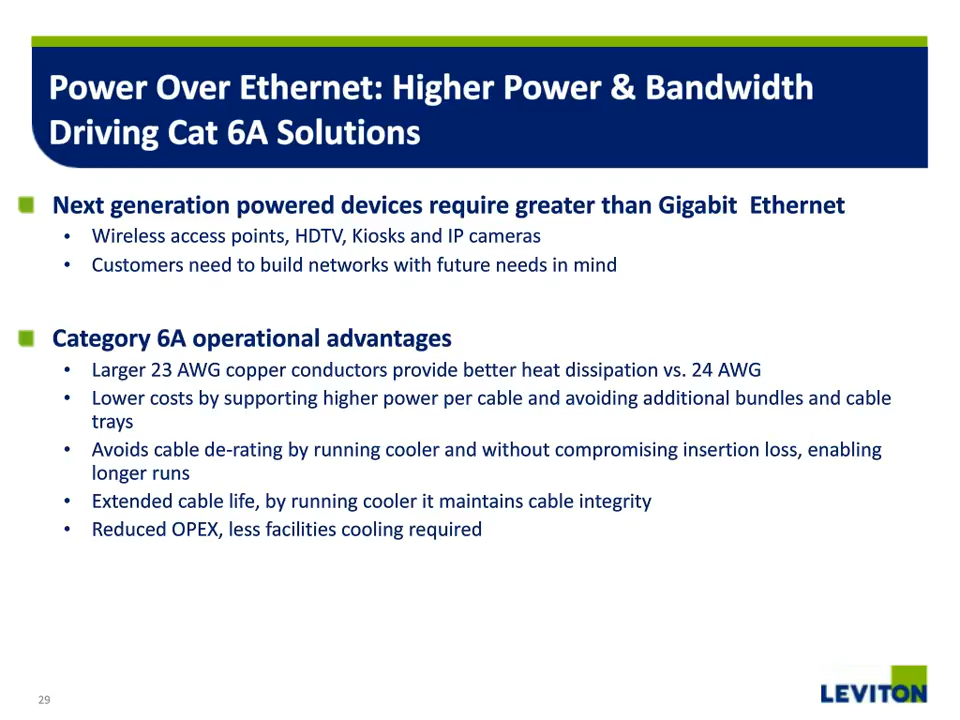 Power Over Ethernet: Higher Power & Bandwidth
Driving Cat 6A Solutions
Next generation powered devices require greater than Gigabit  Ethernet
• Wireless access points, HDTV, Kiosks and IP cameras
• Customers need to build networks with future needs in mind
Category 6A operational advantages
• Larger 23 AWG copper conductors provide better heat dissipation vs. 24 AWG
• Lower costs by supporting higher power per cable and avoiding additional bundles and cable
trays
• Avoids cable de-rating by running cooler and without compromising insertion loss, enabling
longer runs
• Extended cable life, by running cooler it maintains cable integrity
• Reduced OPEX, less facilities cooling required
29
LEVITON